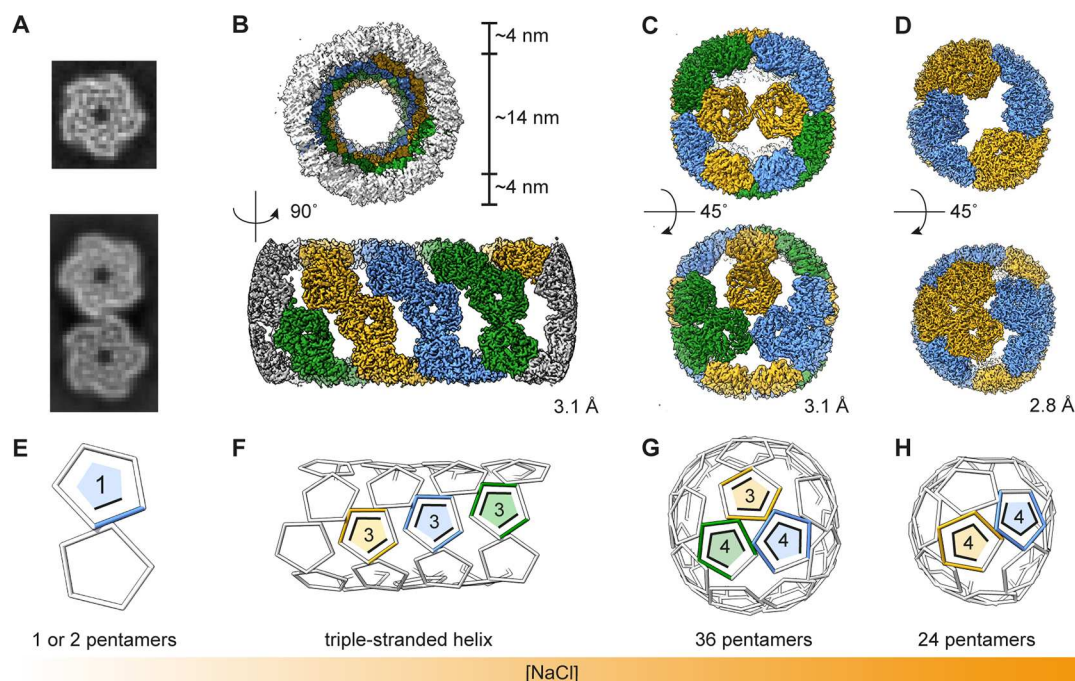 A
B
C
D
~4 nm
~14 nm
~4 nm
90°
45°
45°
3.1 Å
3.1 Å
2.8 Å
E
F
G
H
1
3
3
3
3
4
4
4
4
1 or 2 pentamers
triple-stranded helix
36 pentamers
24 pentamers
[NaCl]